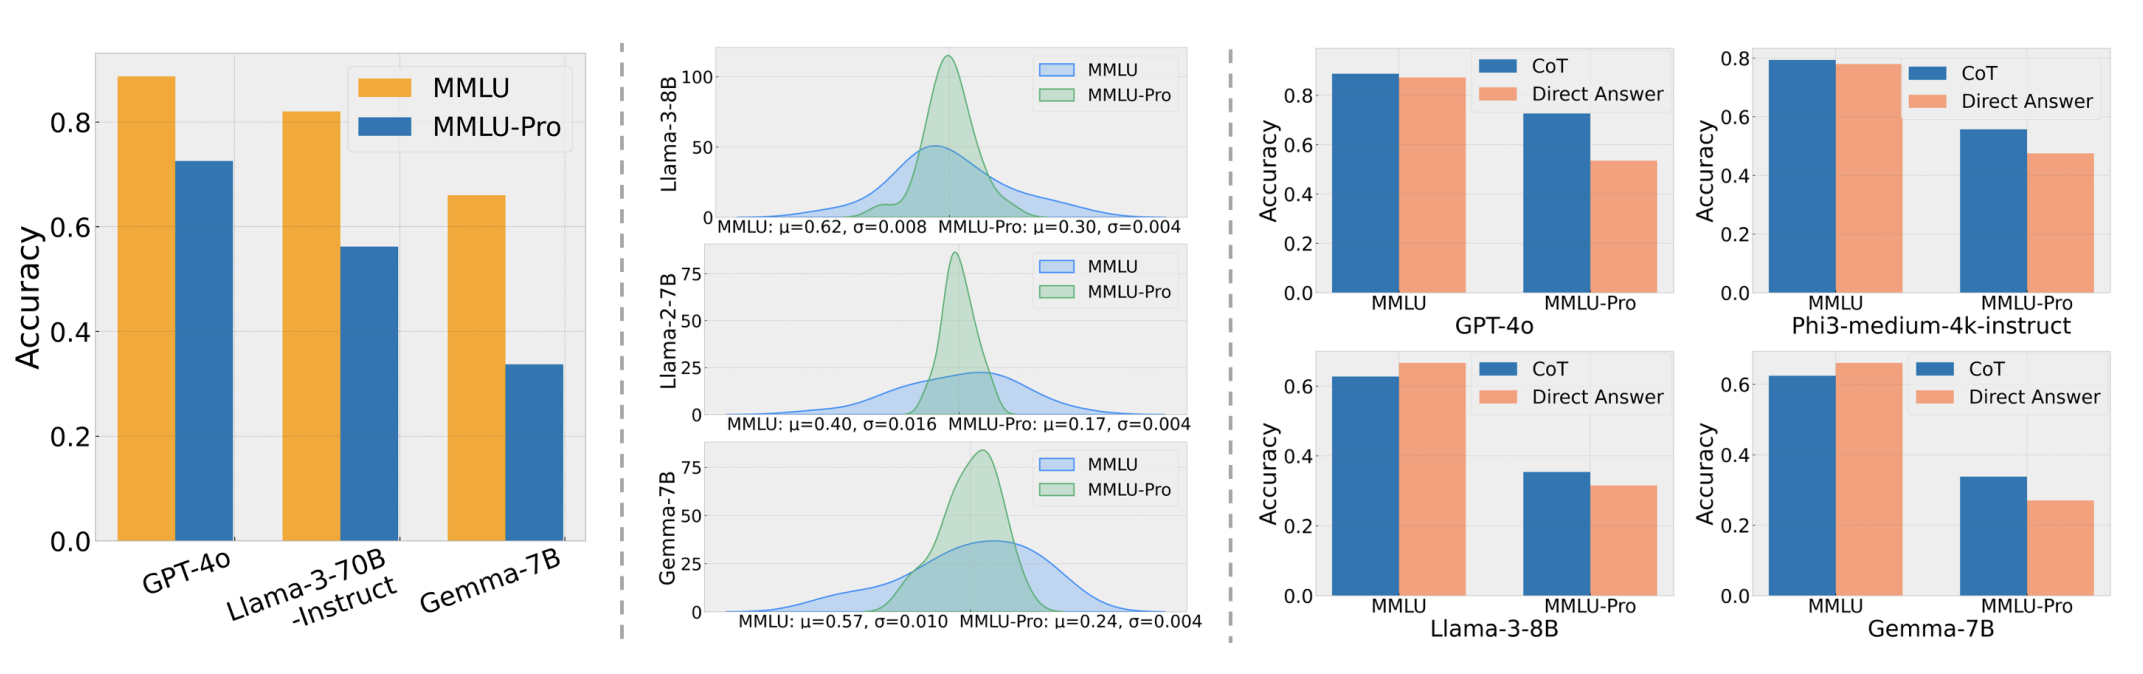 Accuracy
0.8
0.6
0.4
0.2
0.0
MMLU
MMLU-Pro
GPT-4o
Llama-3-70B
-Instruct
Gemma-7B
Llama-3-8B
100
50
0
MMLU
MMLU-Pro
MMLU: μ=0.62, σ=0.008 MMLU-Pro: μ=0.30, σ=0.004
Llama-2-7B
75
50
25
0
MMLU
MMLU-Pro
MMLU: μ=0.40, σ=0.016 MMLU-Pro: μ=0.17, σ=0.004
Gemma-7B
75
50
25
0
MMLU
MMLU-Pro
MMLU: μ=0.57, σ=0.010 MMLU-Pro: μ=0.24, σ=0.004
Accuracy
0.8
0.6
0.4
0.2
0.0
CoT
Direct Answer
MMLU MMLU-Pro
GPT-4o
Accuracy
0.8
0.6
0.4
0.2
0.0
CoT
Direct Answer
MMLU MMLU-Pro
Phi3-medium-4k-instruct
Accuracy
0.6
0.4
0.2
0.0
CoT
Direct Answer
MMLU MMLU-Pro
Llama-3-8B
Accuracy
0.6
0.4
0.2
0.0
CoT
Direct Answer
MMLU MMLU-Pro
Gemma-7B